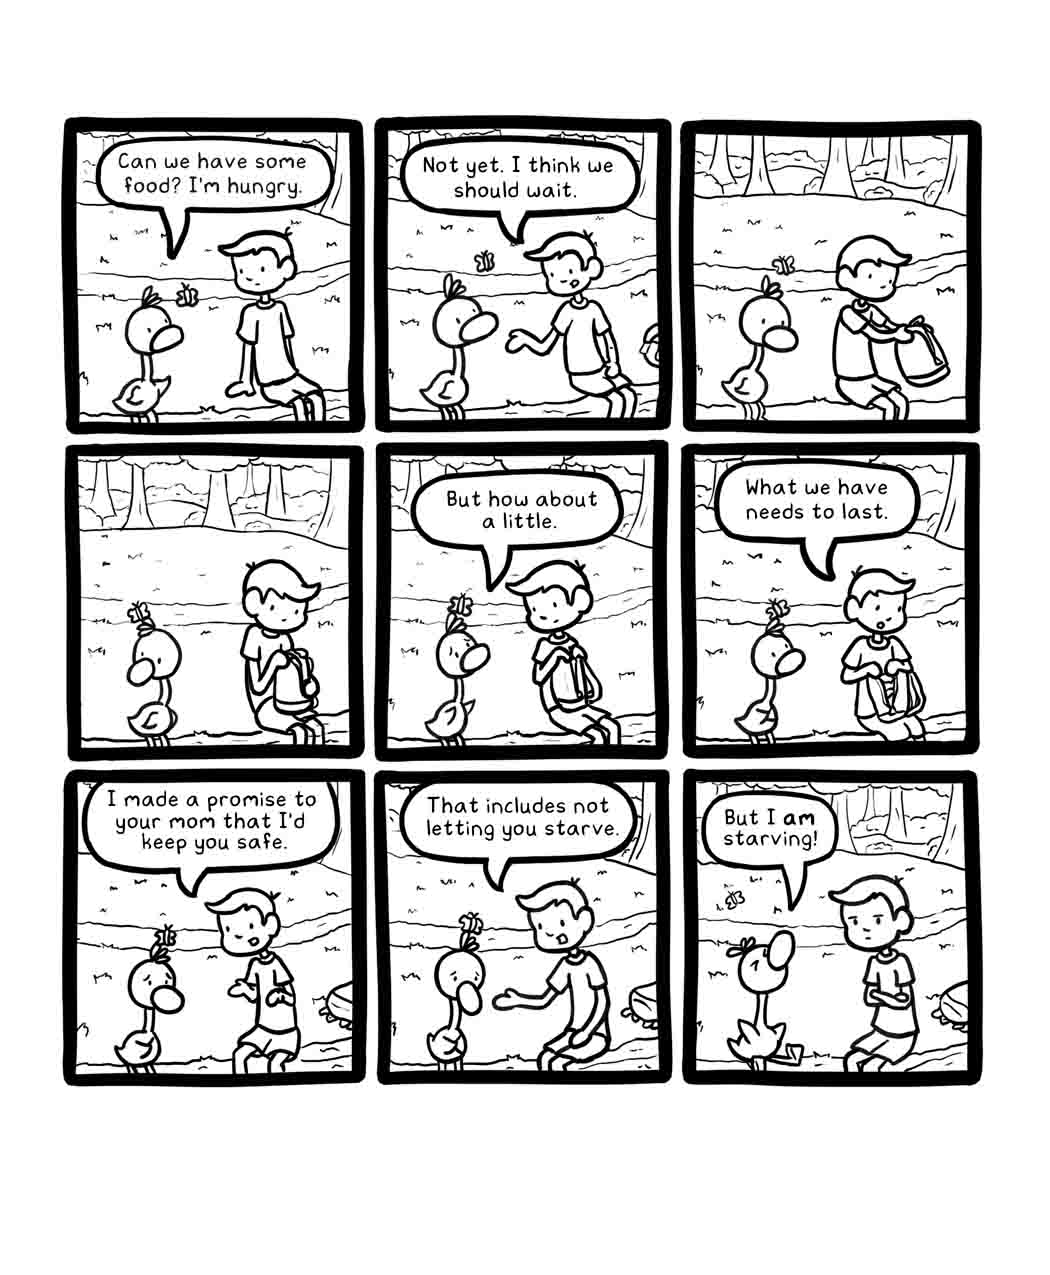 Can we have some
food? I'm hungry.
Not yet. I think we
should wait.
But how about
a little.
What we have
needs to last.
I made a promise to
your mom that I'd
keep you safe.
That includes not
letting you starve.
But I am
starving!